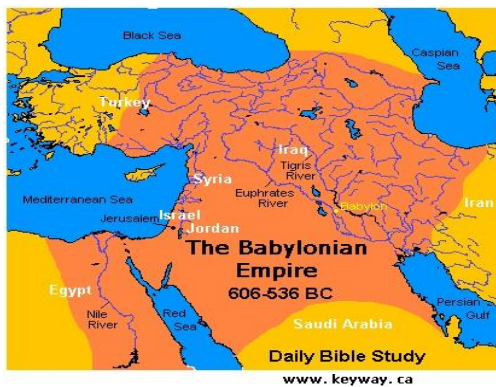 Black Sea
Caspian
Sea
Turkey
Iraq
Tigris
River
Syria
Euphrates
River
Babylon
Mediterranean Sea
Jerusalem
Israel
Jordan
Iran
The Babylonian
Empire
606-536 BC
Egypt
Nile
River
Red
Sea
Persian
Gulf
Saudi Arabia
Daily Bible Study
www.keyway.ca